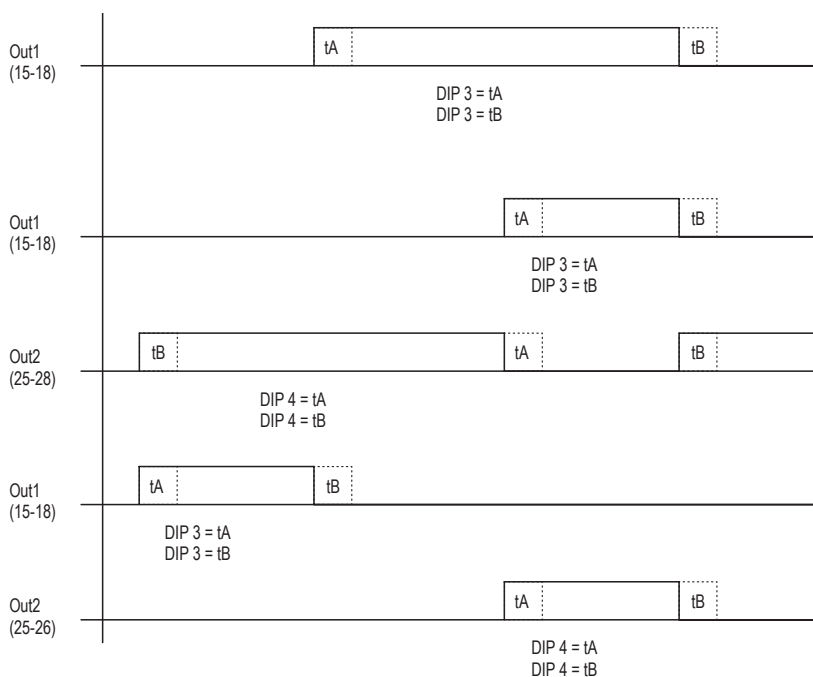 Out1
(15-18)
tA
tB
DIP 3 = tA
DIP 3 = tB
Out1
(15-18)
tA
tB
DIP 3 = tA
DIP 3 = tB
Out2
(25-28)
tB
tA
tB
DIP 4 = tA
DIP 4 = tB
Out1
(15-18)
tA
tB
DIP 3 = tA
DIP 3 = tB
Out2
(25-26)
tA
tB
DIP 4 = tA
DIP 4 = tB